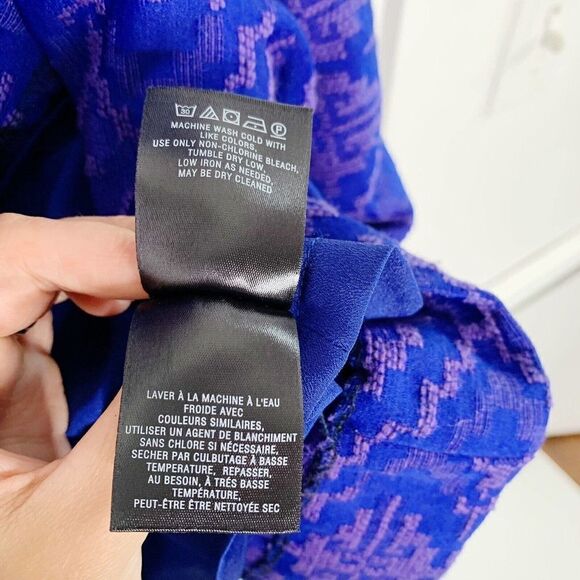 30 P
MACHINE WASH COLD WITH
LIKE COLORS,
USE ONLY NON-CHLORINE BLEACH,
TUMBLE DRY LOW,
LOW IRON AS NEEDED,
MAY BE DRY CLEANED
LAVER À LA MACHINE À L'EAU
FROIDE AVEC
COULEURS SIMILAIRES,
UTILISER UN AGENT DE BLANCHIMENT
SANS CHLORE SI NÉCESSAIRE,
SECHER PAR CULBUTAGE À BASSE
TEMPERATURE, REPASSER,
AU BESOIN, À TRÉS BASSE
TEMPÉRATURE,
PEUT-ÊTRE ÊTRE NETTOYÉE SEC